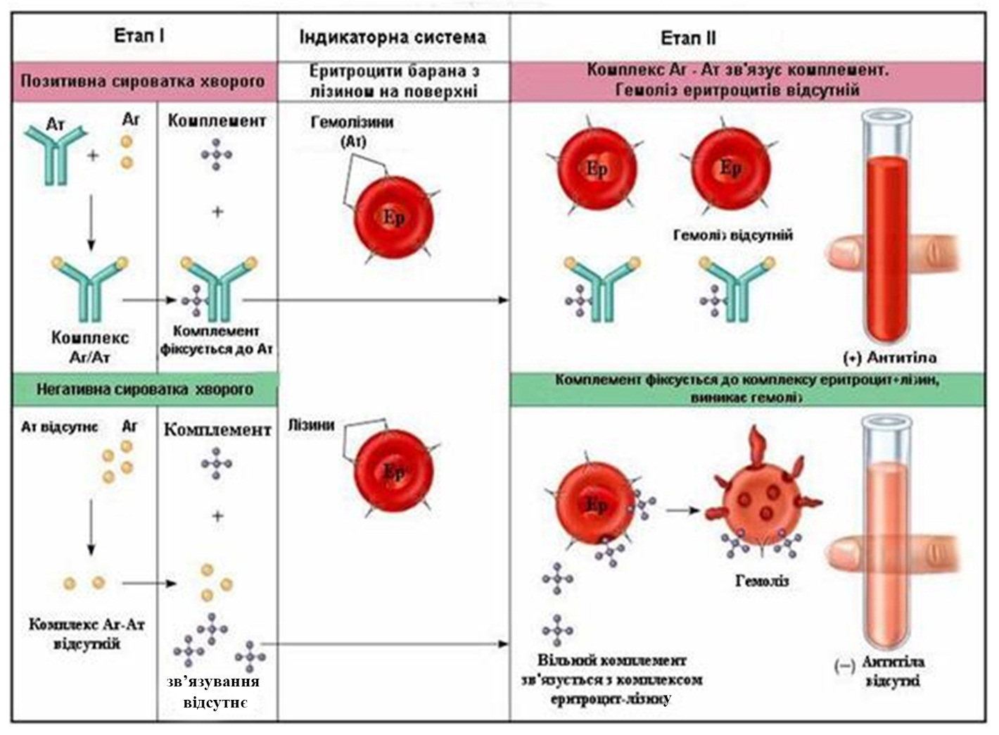 Етап I
Індикаторна система
Етап II
Позитивна сироватка хворого
Еритроцити барана з
лізином на поверхні
Комплекс Аг - Ат зв'язує комплемент.
Гемоліз еритроцитів відсутній
Ат
Аг
+
Комплемент
+
Комплекс
Аг/Ат
Комплемент
фіксується до Ат
Гемолізини
(Ат)
Ер
Ер
Ер
Гемоліз відсутній
(+) Антитіла
Негативна сироватка хворого
Комплемент фіксується до комплексу еритроцит+лізин,
виникає гемоліз
Ат відсутнє
Аг
Комплемент
+
Комплекс Аг-Ат
відсутній
зв’язування
відсутнє
Лізини
Ер
Ер
Гемоліз
Вільний комплемент
зв'язується з комплексом
еритроцит-лізину
(—) Антитіла
відсутні